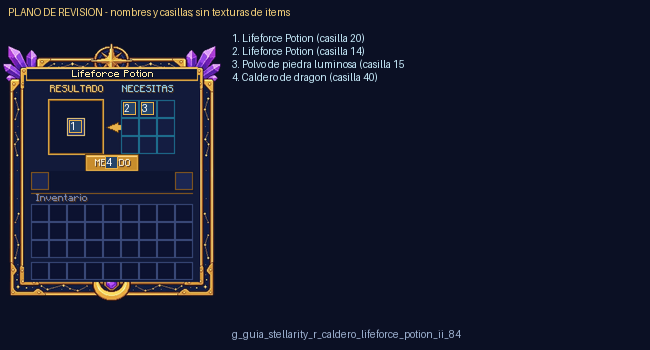 PLANO DE REVISION - nombres y casillas; sin texturas de items
1. Lifeforce Potion (casilla 20)
2. Lifeforce Potion (casilla 14)
3. Polvo de piedra luminosa (casilla 15
4. Caldero de dragon (casilla 40)
Lifeforce Potion
RESULTADO NECESITAS
2 3
1
4
Inventario
g_guia_stellarity_r_caldero_lifeforce_potion_ii_84